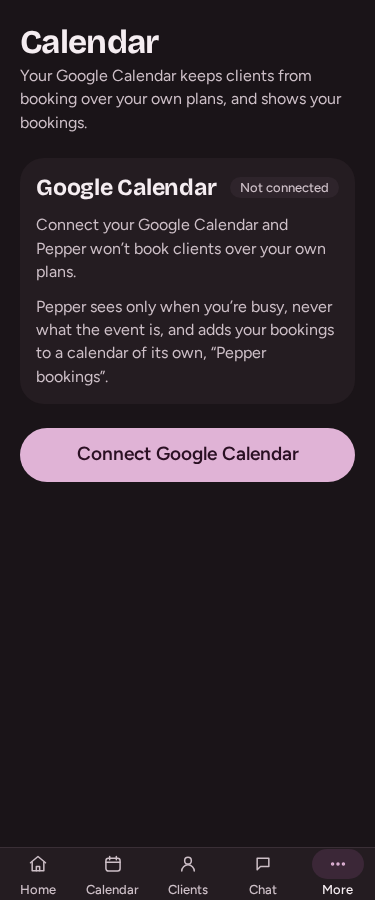 Calendar
Your Google Calendar keeps clients from
booking over your own plans, and shows your
bookings.
Google Calendar
Not connected
Connect your Google Calendar and
Pepper won’t book clients over your own
plans.
Pepper sees only when you’re busy, never
what the event is, and adds your bookings
to a calendar of its own, “Pepper
bookings”.
Connect Google Calendar
Home
Calendar
Clients
Chat
More